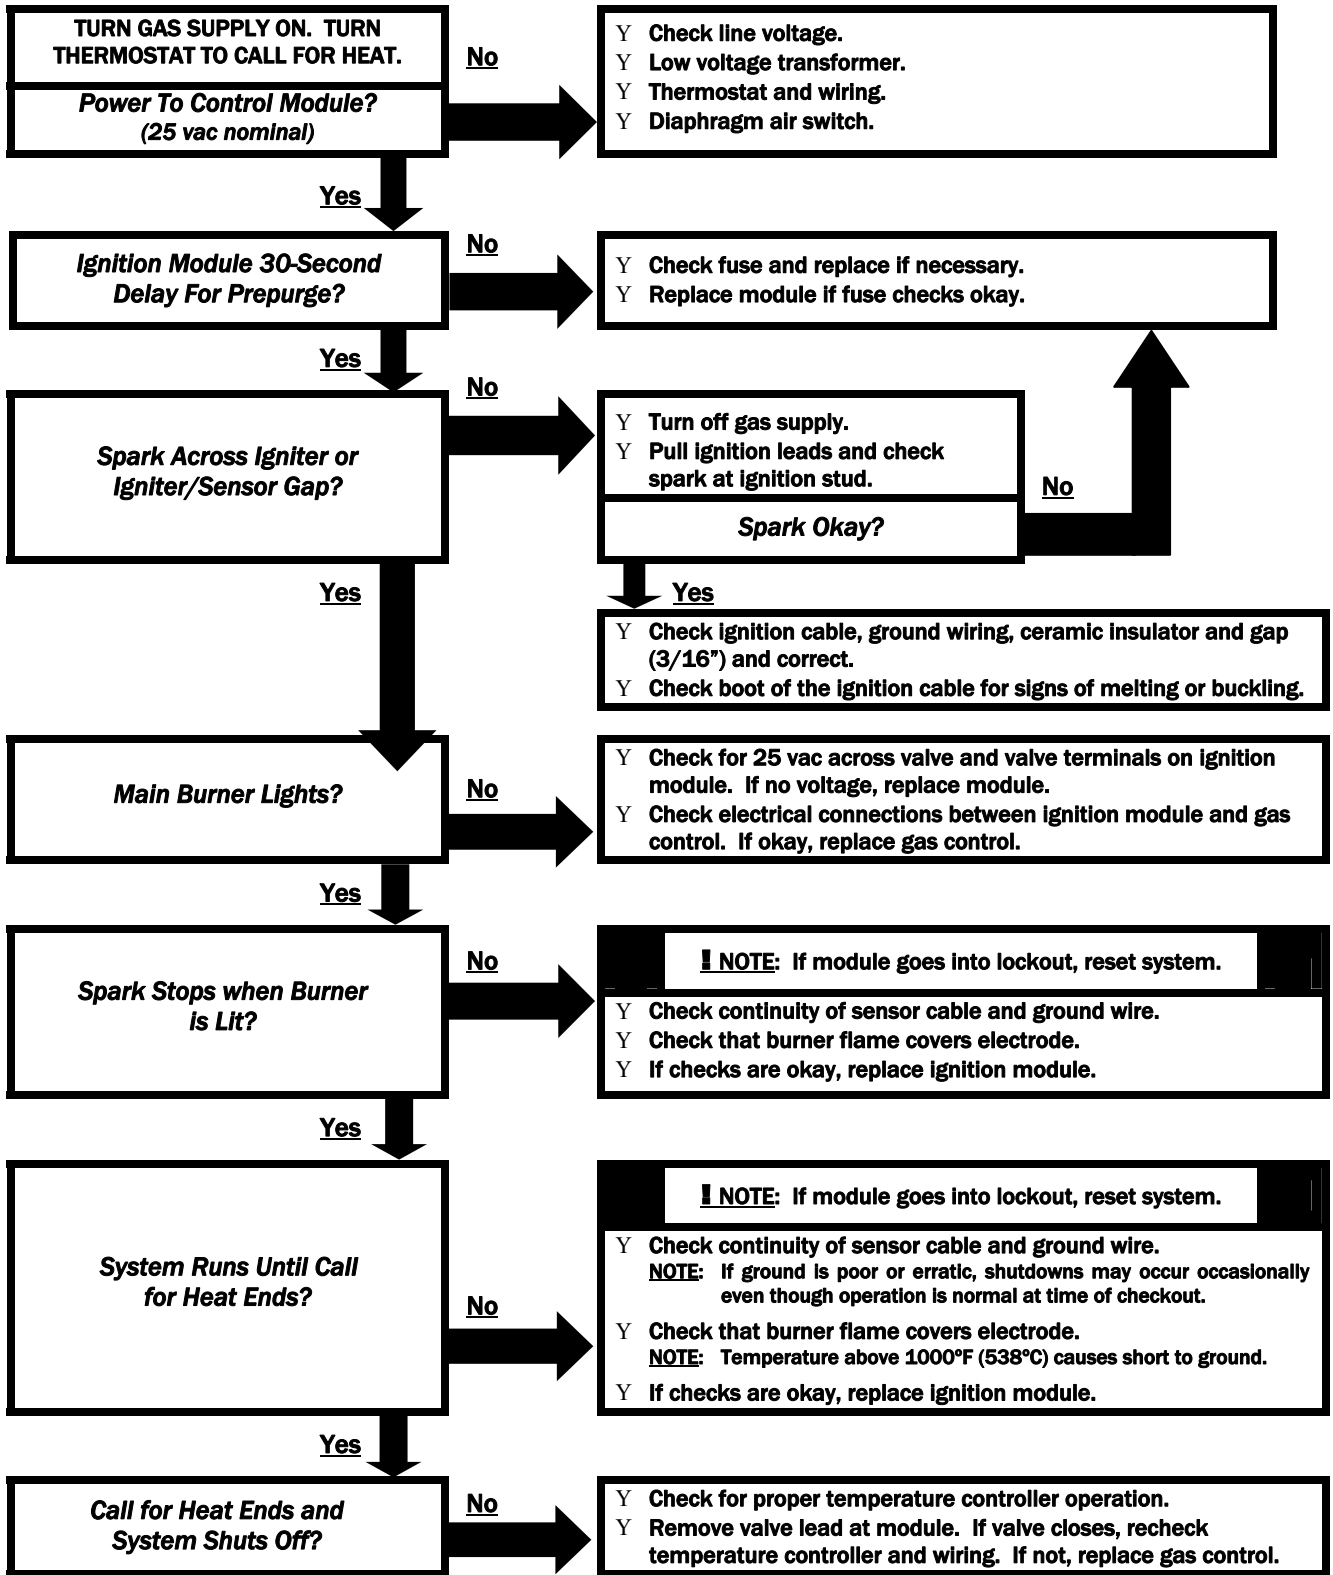 TURN GAS SUPPLY ON. TURN
THERMOSTAT TO CALL FOR HEAT.
Power To Control Module?
(25 vac nominal)
No
Y Check line voltage.
Y Low voltage transformer.
Y Thermostat and wiring.
Y Diaphragm air switch.
Yes
Ignition Module 30-Second
Delay For Prepurge?
No
Y Check fuse and replace if necessary.
Y Replace module if fuse checks okay.
Yes
Spark Across Igniter or
Igniter/Sensor Gap?
No
Y Turn off gas supply.
Y Pull ignition leads and check
spark at ignition stud.
Spark Okay?
No
Yes
Y Check ignition cable, ground wiring, ceramic insulator and gap
(3/16”) and correct.
Y Check boot of the ignition cable for signs of melting or buckling.
Yes
Main Burner Lights?
No
Y Check for 25 vac across valve and valve terminals on ignition
module. If no voltage, replace module.
Y Check electrical connections between ignition module and gas
control. If okay, replace gas control.
Yes
Spark Stops when Burner
is Lit?
No
! NOTE: If module goes into lockout, reset system.
Y Check continuity of sensor cable and ground wire.
Y Check that burner flame covers electrode.
Y If checks are okay, replace ignition module.
Yes
System Runs Until Call
for Heat Ends?
No
! NOTE: If module goes into lockout, reset system.
Y Check continuity of sensor cable and ground wire.
NOTE: If ground is poor or erratic, shutdowns may occur occasionally
even though operation is normal at time of checkout.
Y Check that burner flame covers electrode.
NOTE: Temperature above 1000°F (538°C) causes short to ground.
Y If checks are okay, replace ignition module.
Yes
Call for Heat Ends and
System Shuts Off?
No
Y Check for proper temperature controller operation.
Y Remove valve lead at module. If valve closes, recheck
temperature controller and wiring. If not, replace gas control.